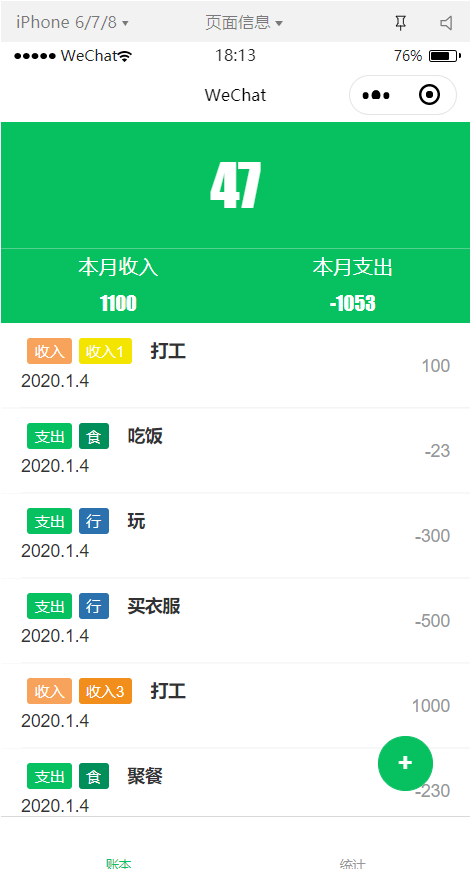 iPhone 6/7/8 页面信息
WeChat 18:13 76%
WeChat
47
本月收入 本月支出
1100 -1053
收入 收入1 打工 100
2020.1.4
支出 食 吃饭 -23
2020.1.4
支出 行 玩 -300
2020.1.4
支出 行 买衣服 -500
2020.1.4
收入 收入3 打工 1000
2020.1.4
支出 食 聚餐 -230
2020.1.4
+
账本 统计